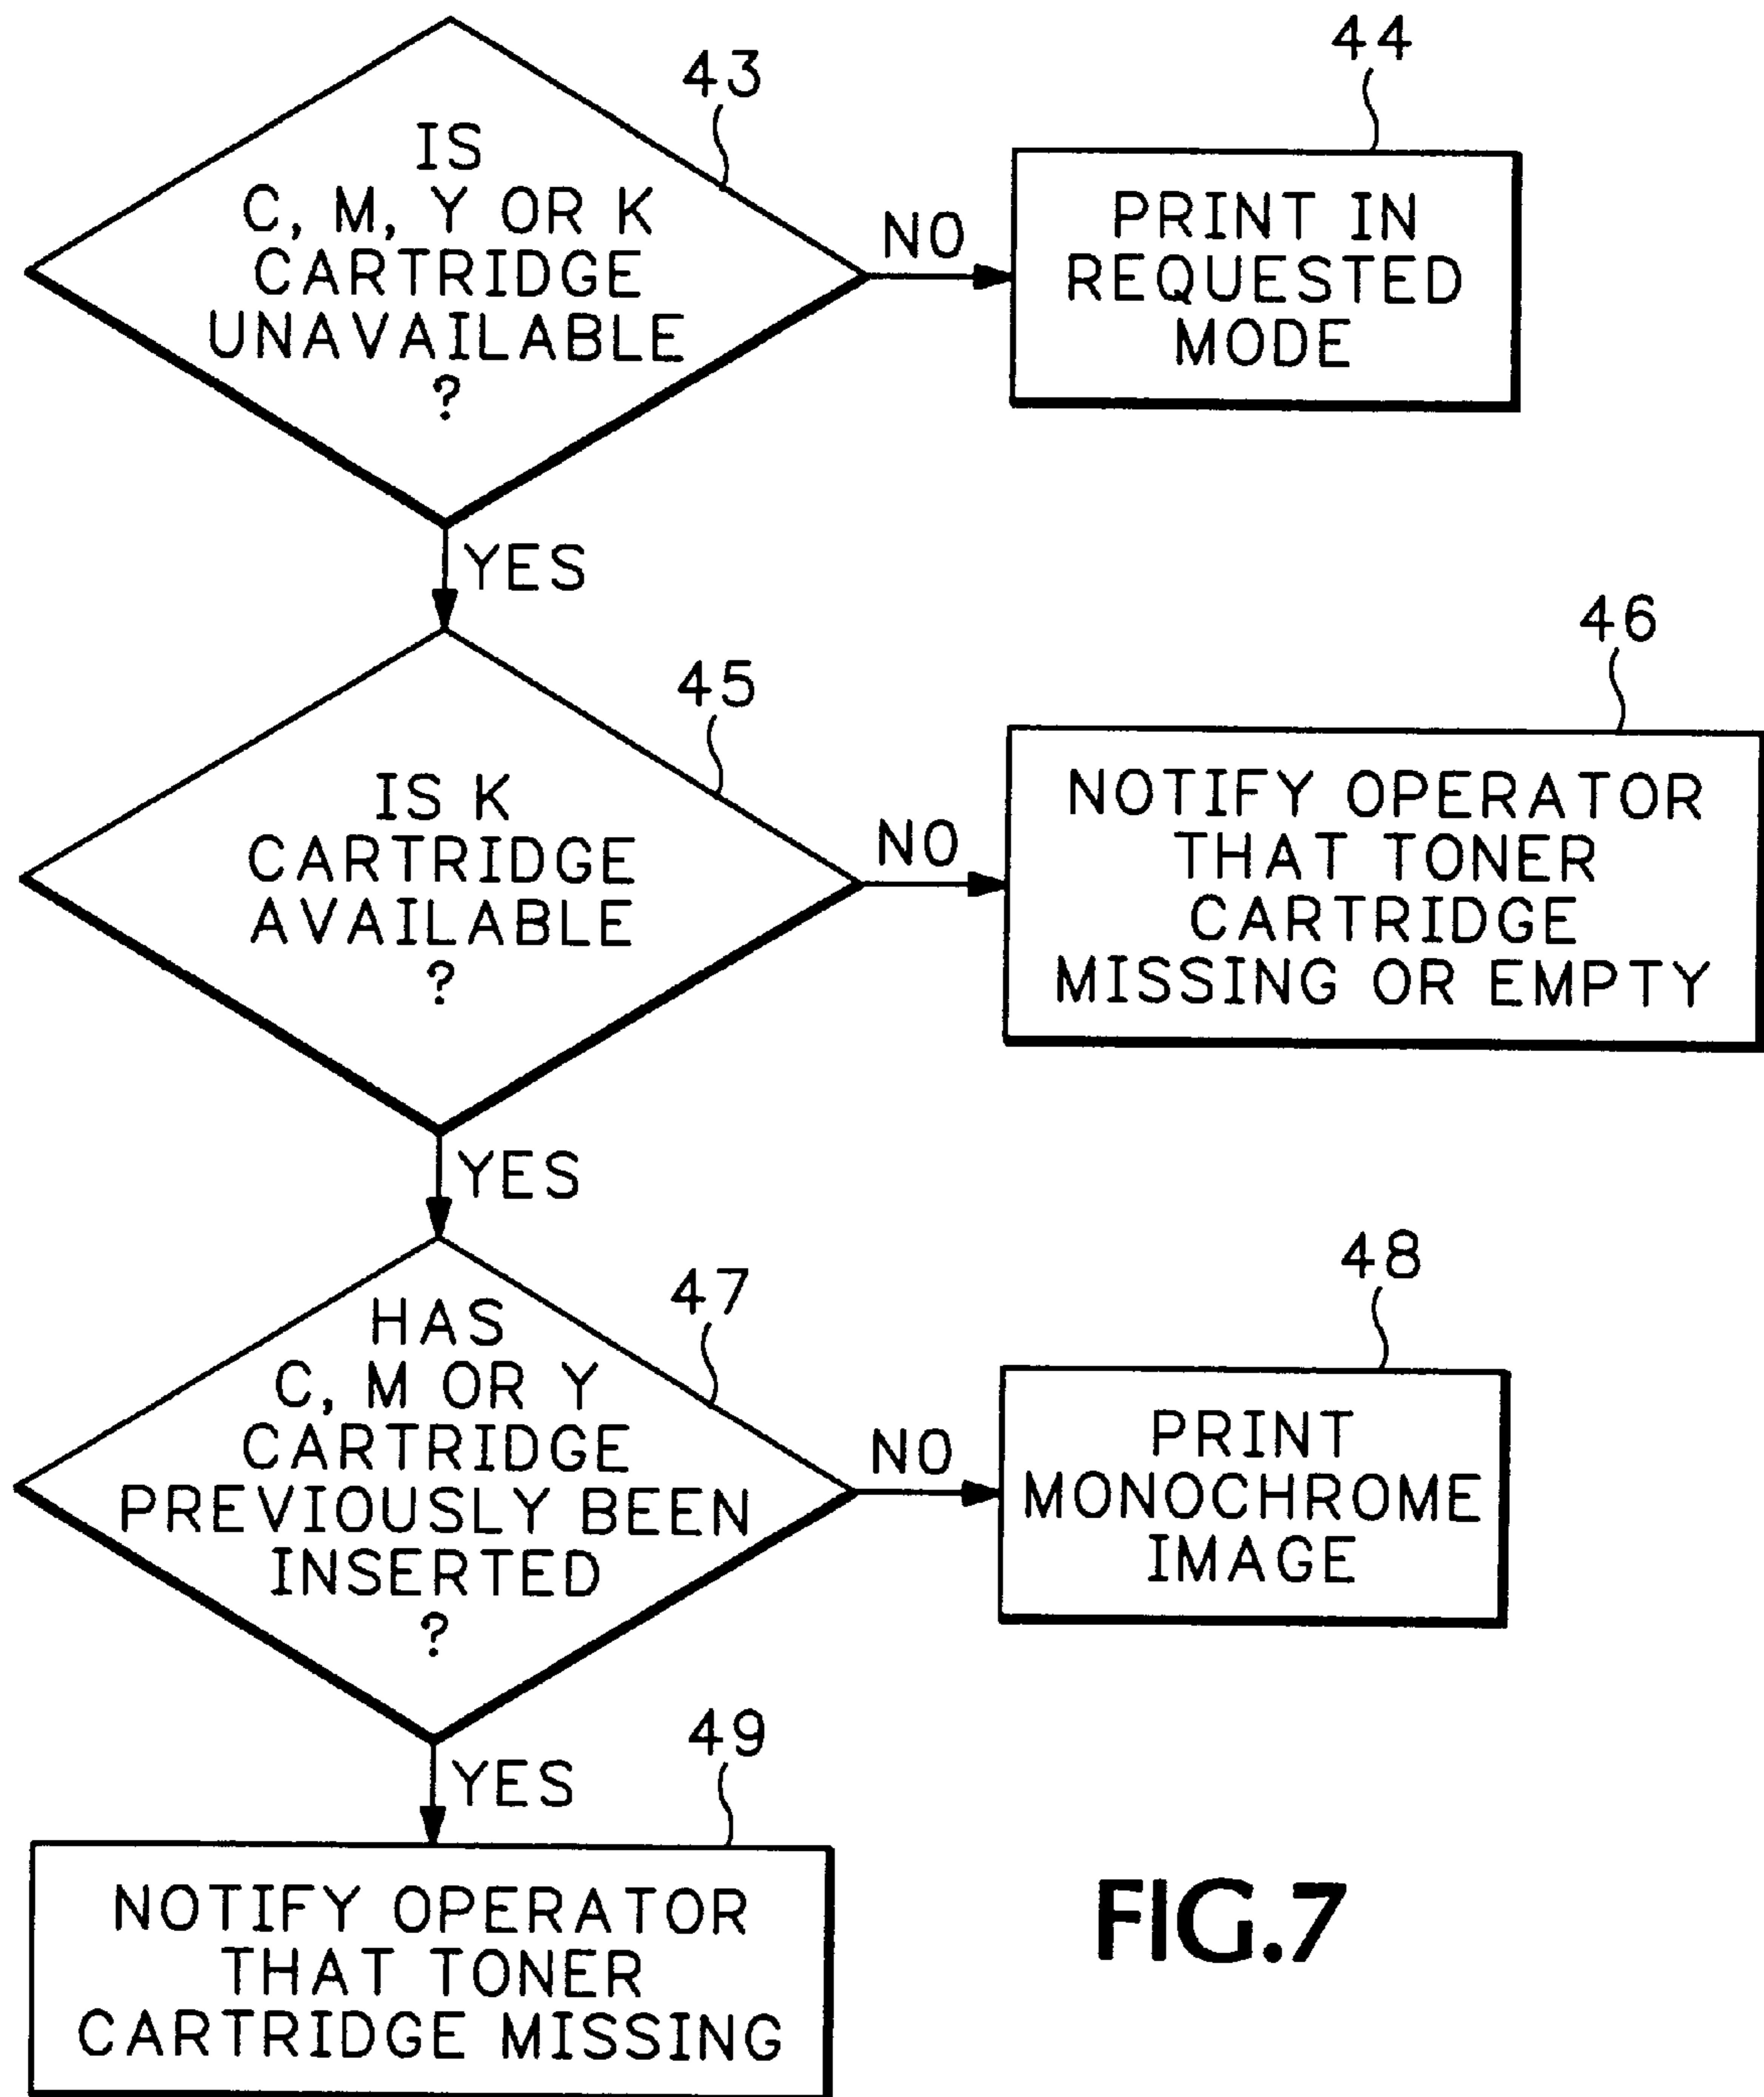 43
IS
C, M, Y OR K
CARTRIDGE
UNAVAILABLE
?
NO
44
PRINT IN
REQUESTED
MODE
YES
45
IS K
CARTRIDGE
AVAILABLE
?
NO
46
NOTIFY OPERATOR
THAT TONER
CARTRIDGE
MISSING OR EMPTY
YES
47
HAS
C, M OR Y
CARTRIDGE
PREVIOUSLY BEEN
INSERTED
?
NO
48
PRINT
MONOCHROME
IMAGE
YES
49
NOTIFY OPERATOR
THAT TONER
CARTRIDGE MISSING
FIG.7